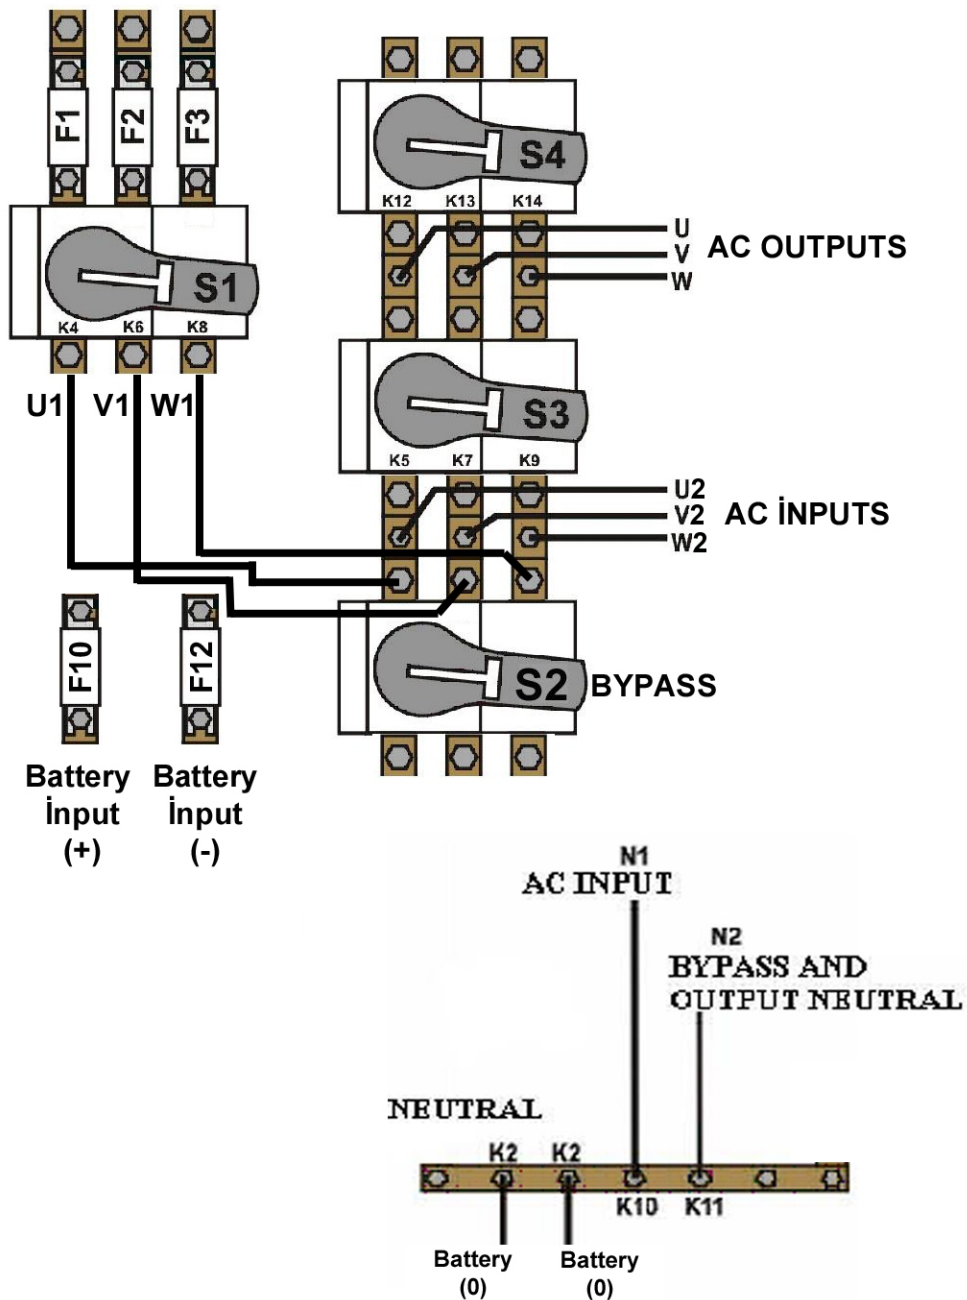 F1
F2
F3
S1
K4 K6 K8
U1 V1 W1
S4
K12 K13 K14
U
V
W
AC OUTPUTS
S3
K5 K7 K9
U2
V2
W2
AC İNPUTS
S2
BYPASS
F10
F12
Battery
İnput
(+)
Battery
İnput
(-)
N1
AC INPUT
N2
BYPASS AND
OUTPUT NEUTRAL
NEUTRAL
K2 K2
K10 K11
Battery
(0)
Battery
(0)